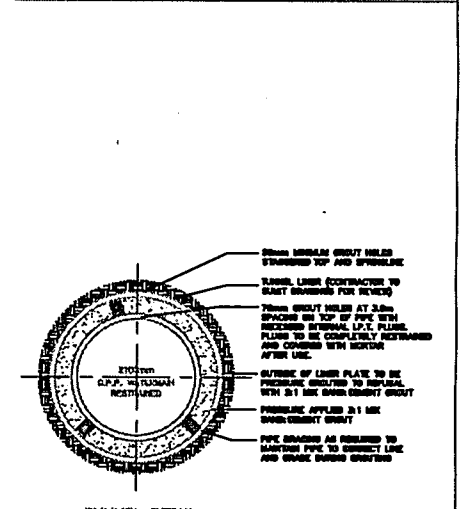 MINIMUM GROUT HOLES
STAGGERED TOP AND SPRINGLINE
TUNNEL LINER (CONTRACTOR TO
SUBMIT DRAWINGS FOR REVIEW)
GROUT HOLES AT 3.0m
SPACING ON TOP OF PIPE WITH
RECESSED INTERNAL I.P.T. PLUGS.
PLUGS TO BE COMPLETELY RESTRAINED
AND COVERED WITH MORTAR
AFTER USE.
OUTSIDE OF LINER PLATE TO BE
PRESSURE GROUTED TO REFUSAL
WITH 3:1 MIX SAND:CEMENT GROUT
PRESSURE APPLIED 3:1 MIX
SAND:CEMENT GROUT
PIPE BRACING AS REQUIRED TO
MAINTAIN PIPE TO CORRECT LINE
AND GRADE DURING GROUTING
2100mm
C.P.P. WATERMAIN
RESTRAINED